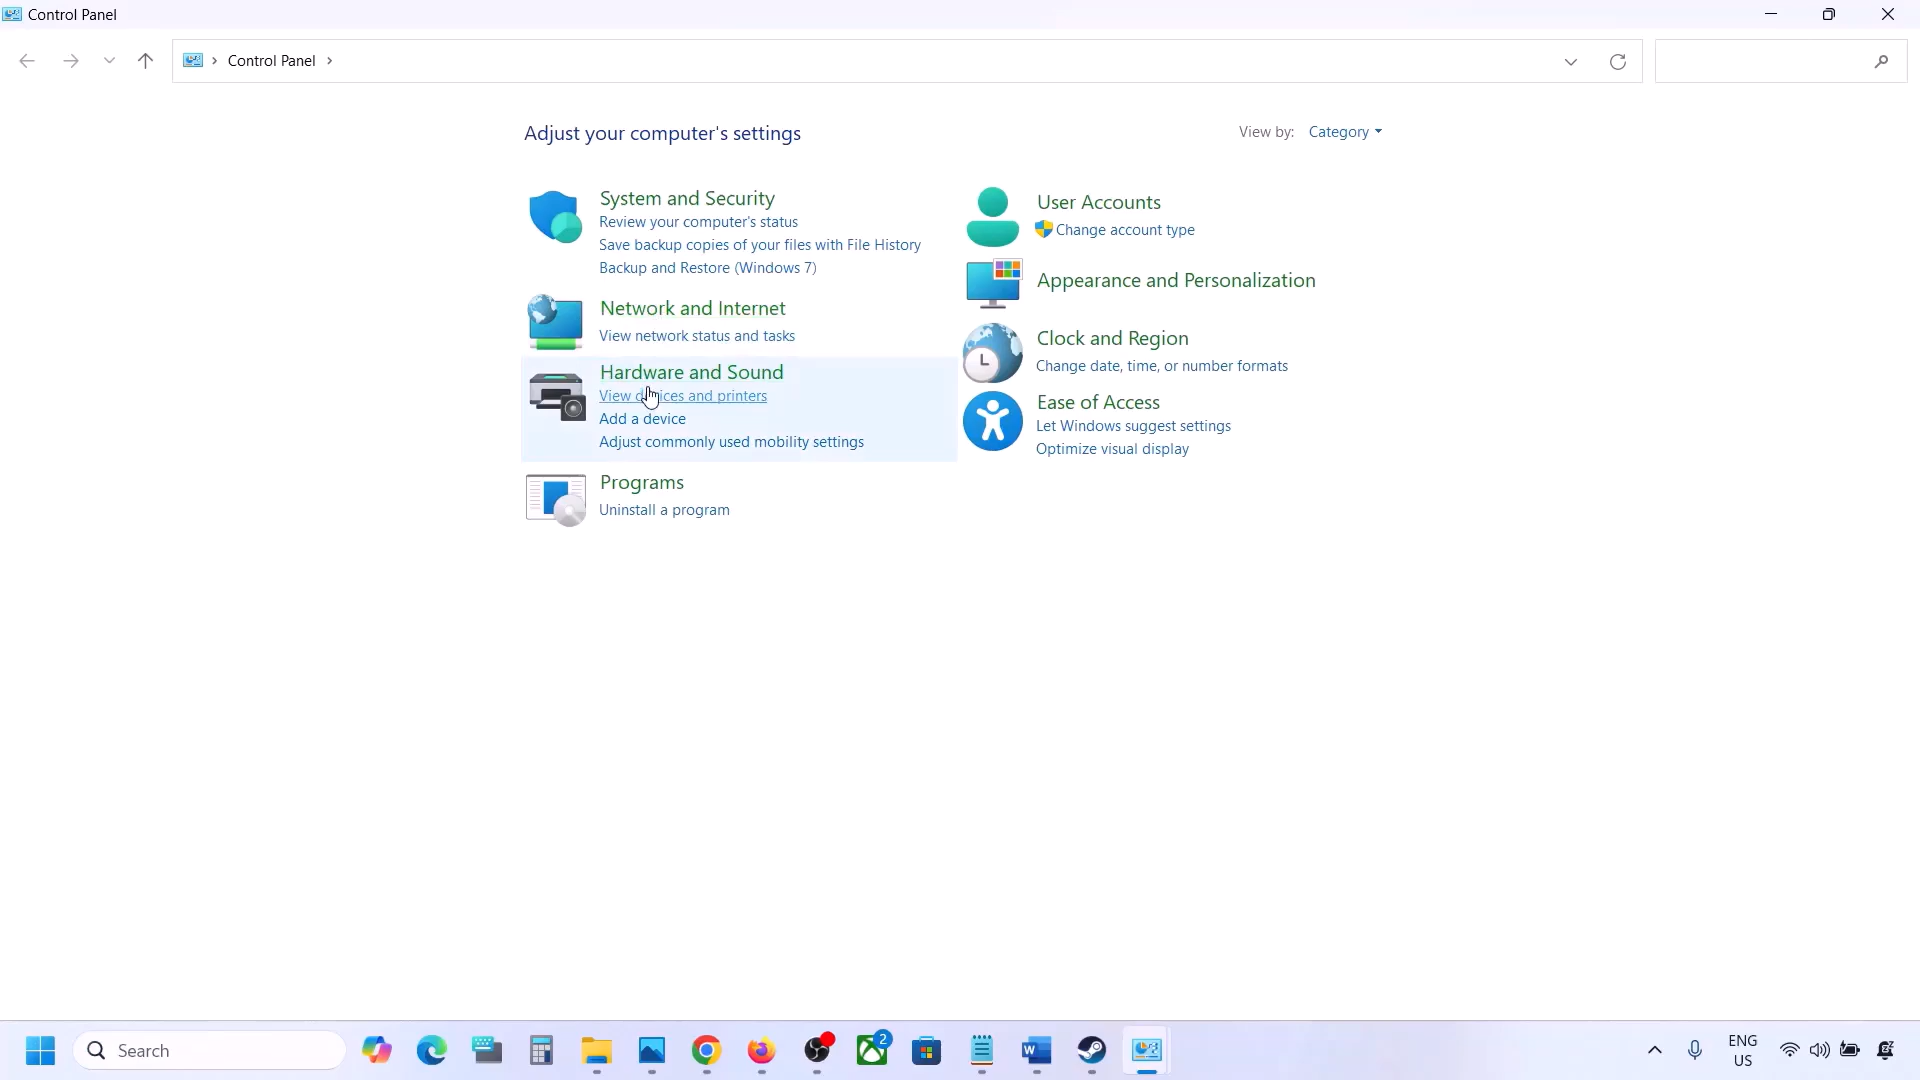 Control Panel
Control Panel
Adjust your computer's settings
View by: Category
System and Security
Review your computer's status
Save backup copies of your files with File History
Backup and Restore (Windows 7)
Network and Internet
View network status and tasks
Hardware and Sound
View devices and printers
Add a device
Adjust commonly used mobility settings
Programs
Uninstall a program
User Accounts
Change account type
Appearance and Personalization
Clock and Region
Change date, time, or number formats
Ease of Access
Let Windows suggest settings
Optimize visual display
Search
2
ENG
US